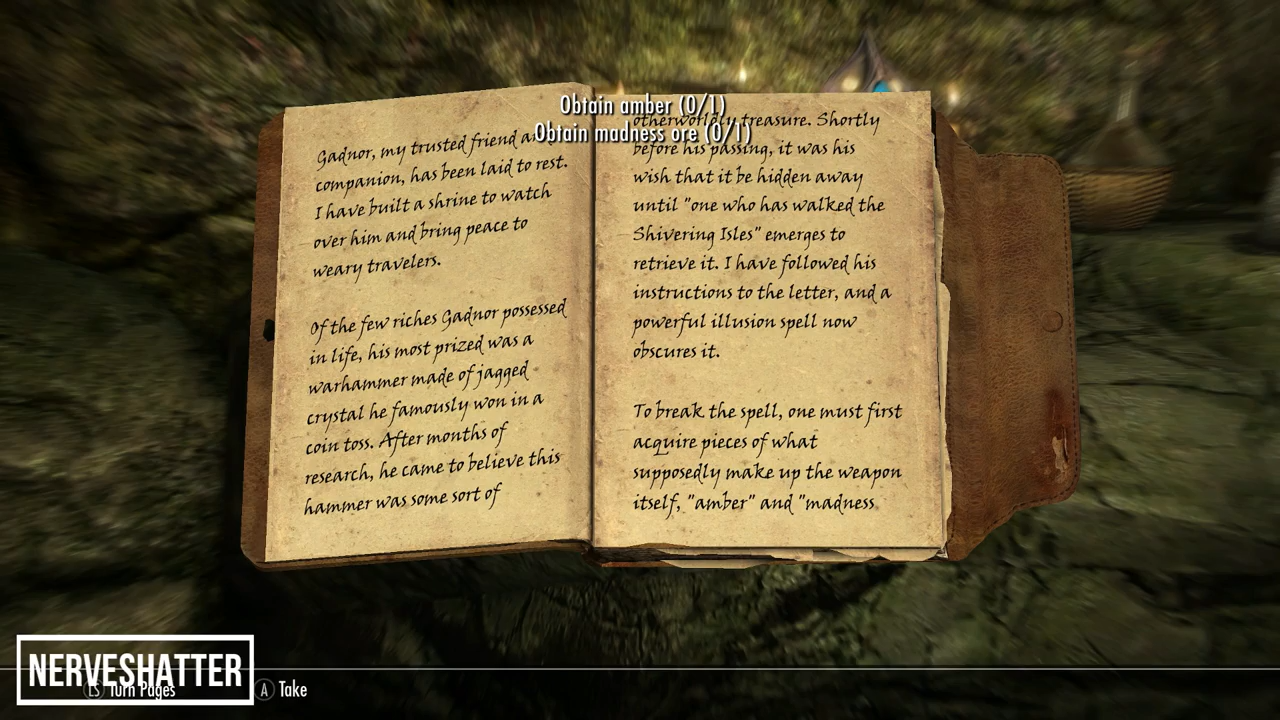 Obtain amber (0/1)
Obtain madness ore (0/1)
Gadnor, my trusted friend and
companion, has been laid to rest.
I have built a shrine to watch
over him and bring peace to
weary travelers.
Of the few riches Gadnor possessed
in life, his most prized was a
warhammer made of jagged
crystal he famously won in a
coin toss. After months of
research, he came to believe this
hammer was some sort of
otherworldly treasure. Shortly
before his passing, it was his
wish that it be hidden away
until "one who has walked the
Shivering Isles" emerges to
retrieve it. I have followed his
instructions to the letter, and a
powerful illusion spell now
obscures it.
To break the spell, one must first
acquire pieces of what
supposedly make up the weapon
itself, "amber" and "madness
NERVESHATTER
LS Turn Pages
A Take